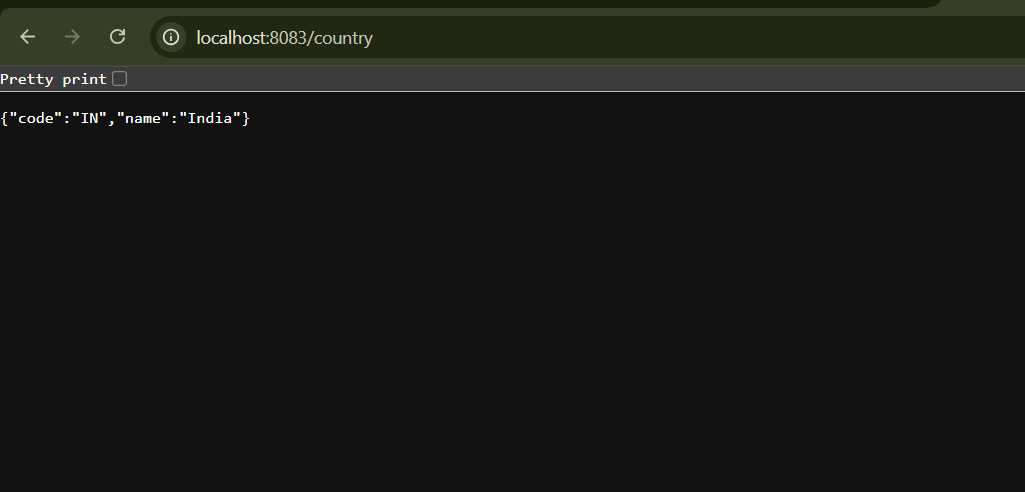 localhost:8083/country
Pretty print
{"code":"IN","name":"India"}